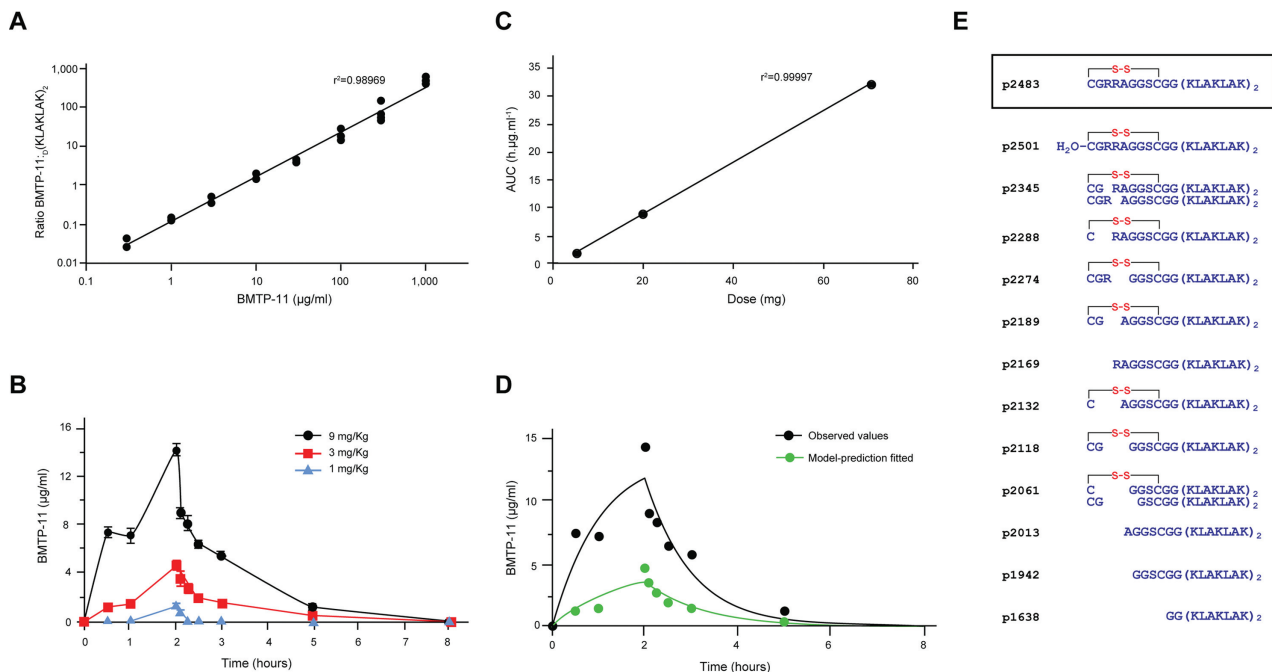 A
1,000
100
10
1
0.1
0.01
Ratio BMTP-11:D(KLAKLAK)2
r²=0.98969
0.1
1
10
100
1,000
BMTP-11 (µg/ml)
B
16
12
8
4
0
BMTP-11 (µg/ml)
9 mg/Kg
3 mg/Kg
1 mg/Kg
0
1
2
3
4
5
6
7
8
Time (hours)
C
35
30
25
20
15
10
5
0
AUC (h.µg.ml⁻¹)
r²=0.99997
0
20
40
60
80
Dose (mg)
D
15
10
5
0
BMTP-11 (µg/ml)
Observed values
Model-prediction fitted
0
2
4
6
8
Time (hours)
E
S-S
p2483 CGRRAGGSCGG(KLAKLAK)2
S-S
p2501 H2O-CGRRAGGSCGG(KLAKLAK)2
S-S
p2345 CG RAGGSCGG(KLAKLAK)2
CGR AGGSCGG(KLAKLAK)2
S-S
p2288 C RAGGSCGG(KLAKLAK)2
S-S
p2274 CGR GGSCGG(KLAKLAK)2
S-S
p2189 CG AGGSCGG(KLAKLAK)2
p2169 RAGGSCGG(KLAKLAK)2
S-S
p2132 C AGGSCGG(KLAKLAK)2
S-S
p2118 CG GGSCGG(KLAKLAK)2
S-S
p2061 C GGSCGG(KLAKLAK)2
CG GSCGG(KLAKLAK)2
p2013 AGGSCGG(KLAKLAK)2
p1942 GGSCGG(KLAKLAK)2
p1638 GG(KLAKLAK)2